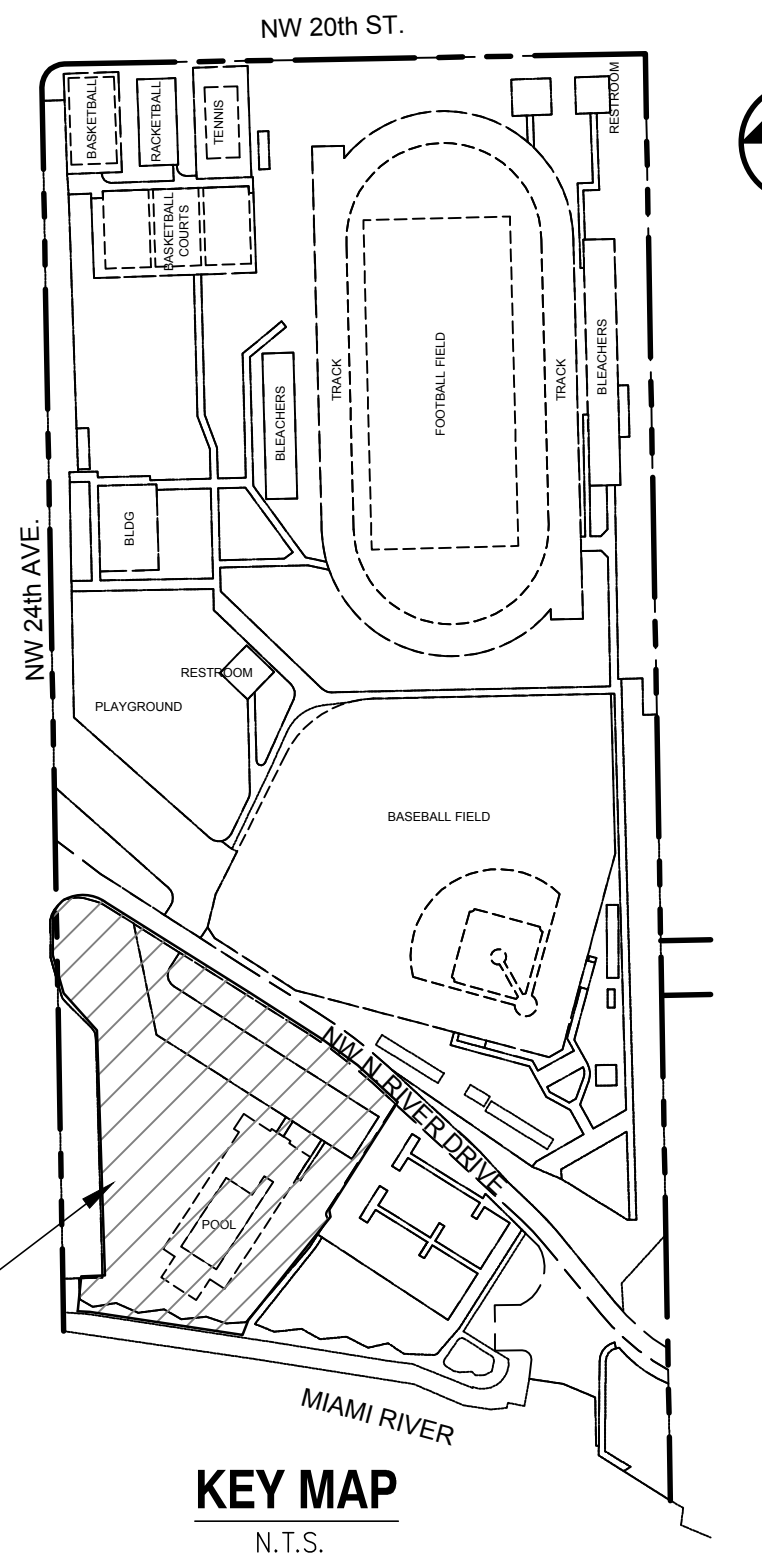 NW 20th ST.
BASKETBALL
RACKETBALL
TENNIS
RESTROOM
BASKETBALL
COURTS
TRACK
FOOTBALL FIELD
TRACK
BLEACHERS
BLEACHERS
BLDG
NW 24th AVE.
RESTROOM
PLAYGROUND
BASEBALL FIELD
NW N RIVER DRIVE
POOL
MIAMI RIVER
KEY MAP
N.T.S.